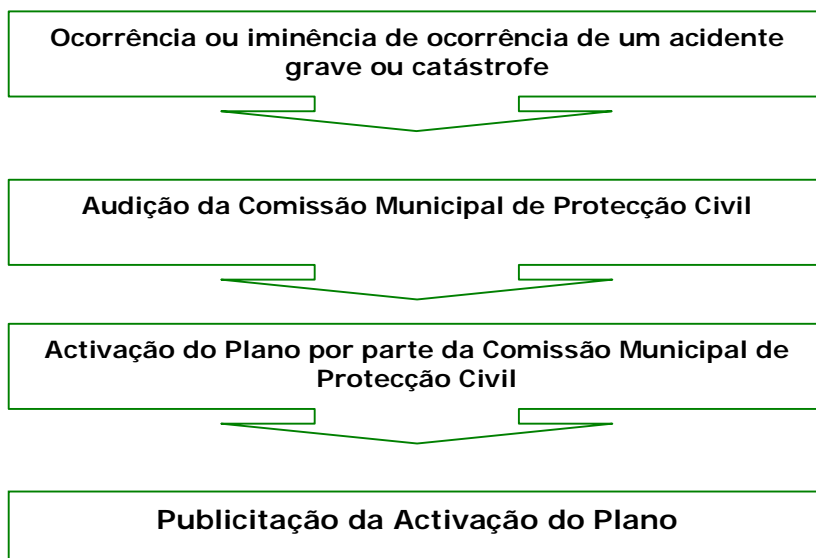 Ocorrência ou iminência de ocorrência de um acidente
grave ou catástrofe
Audição da Comissão Municipal de Protecção Civil
Activação do Plano por parte da Comissão Municipal de
Protecção Civil
Publicitação da Activação do Plano